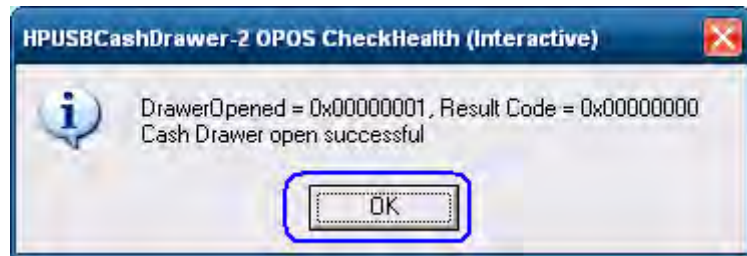 HPUSBCashDrawer-2 OPOS CheckHealth (Interactive)
DrawerOpened = 0x00000001, Result Code = 0x00000000
Cash Drawer open successful
OK